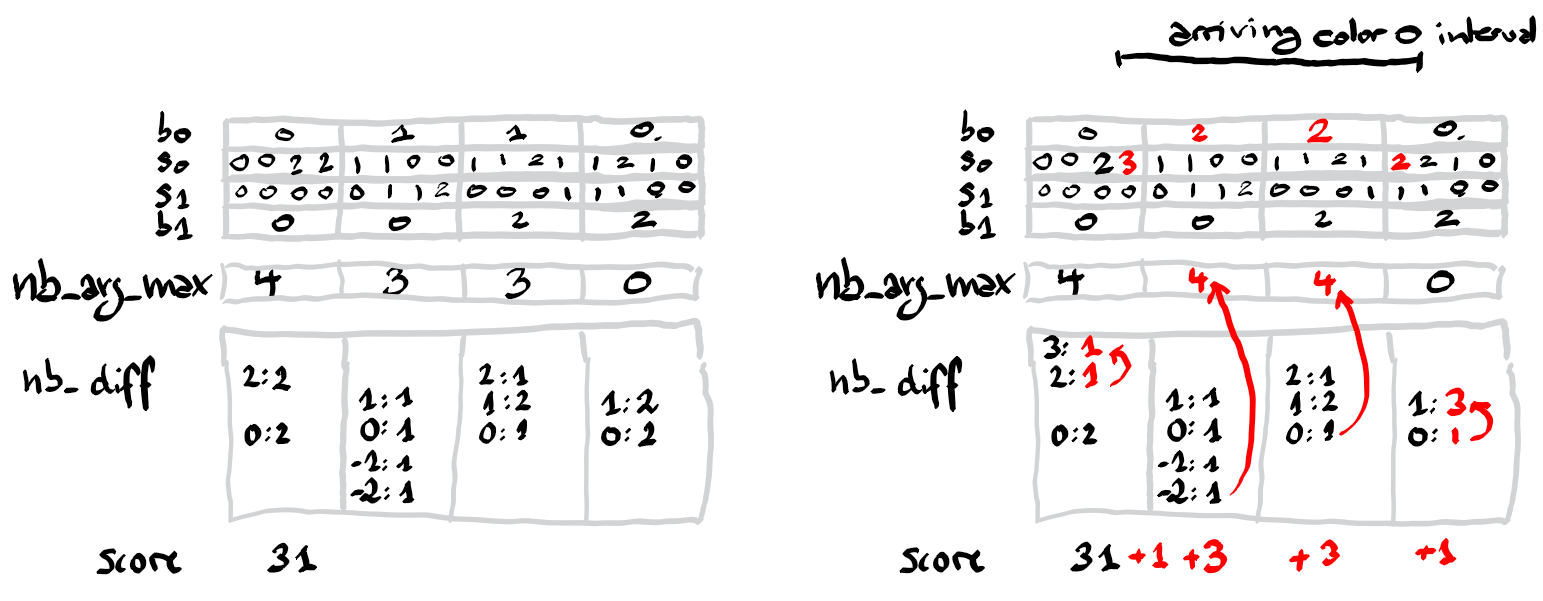 arriving color 0 interval
b0 0 1 1 0.
s0 0 0 2 2 1 1 0 0 1 1 2 1 1 2 1 0
s1 0 0 0 0 0 1 1 2 0 0 0 1 1 1 0 0
b1 0 0 2 2
nb_arg_max 4 3 3 0
nb_diff
2:2
0:2
1:1
0:1
-2:1
-2:1
2:1
1:2
0:1
1:2
0:2
score 31
b0 0 2 2 0.
s0 0 0 2 3 1 1 0 0 1 1 2 1 2 2 1 0
s1 0 0 0 0 0 1 1 2 0 0 0 1 1 1 0 0
b1 0 0 2 2
nb_arg_max 4 4 4 0
nb_diff
3:1
2:1
0:2
1:1
0:1
-2:1
-2:1
2:1
1:2
0:1
1:3
0:1
score 31 +1 +3 +3 +1